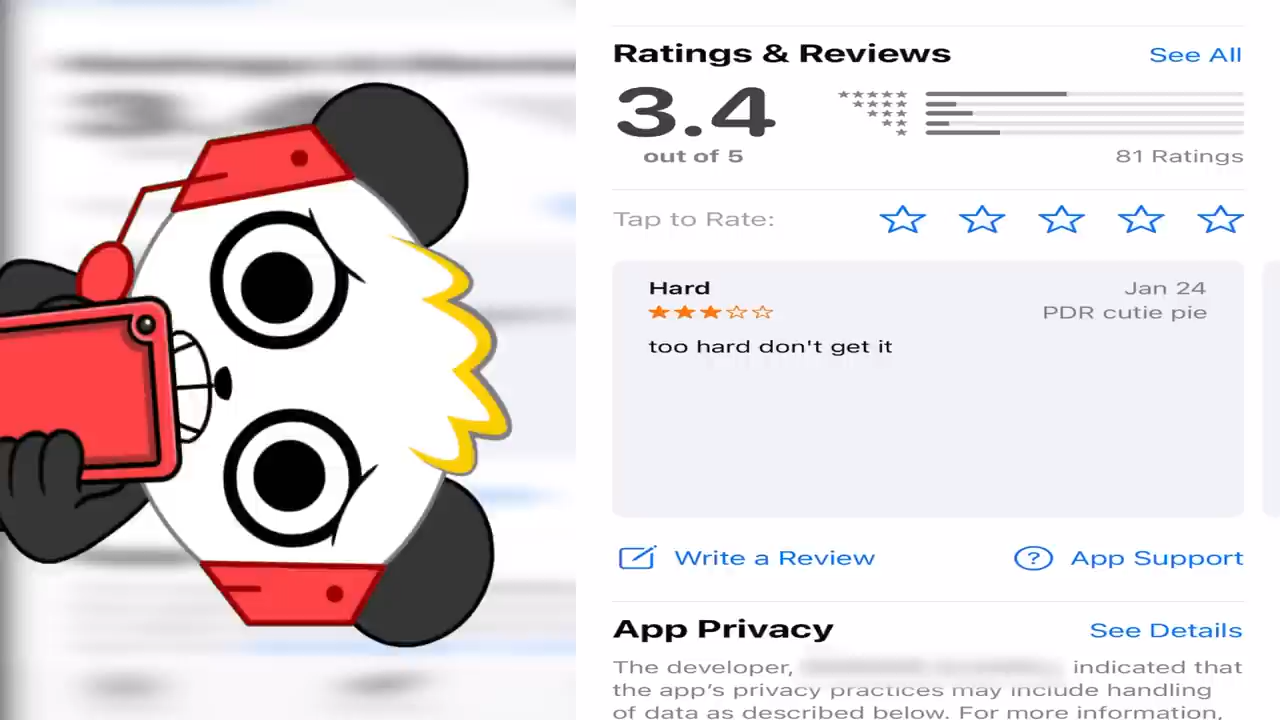 Ratings & Reviews
See All
3.4
out of 5
81 Ratings
Tap to Rate:
Hard
Jan 24
PDR cutie pie
too hard don't get it
Write a Review
? App Support
App Privacy
See Details
The developer, indicated that
the app's privacy practices may include handling
of data as described below. For more information,